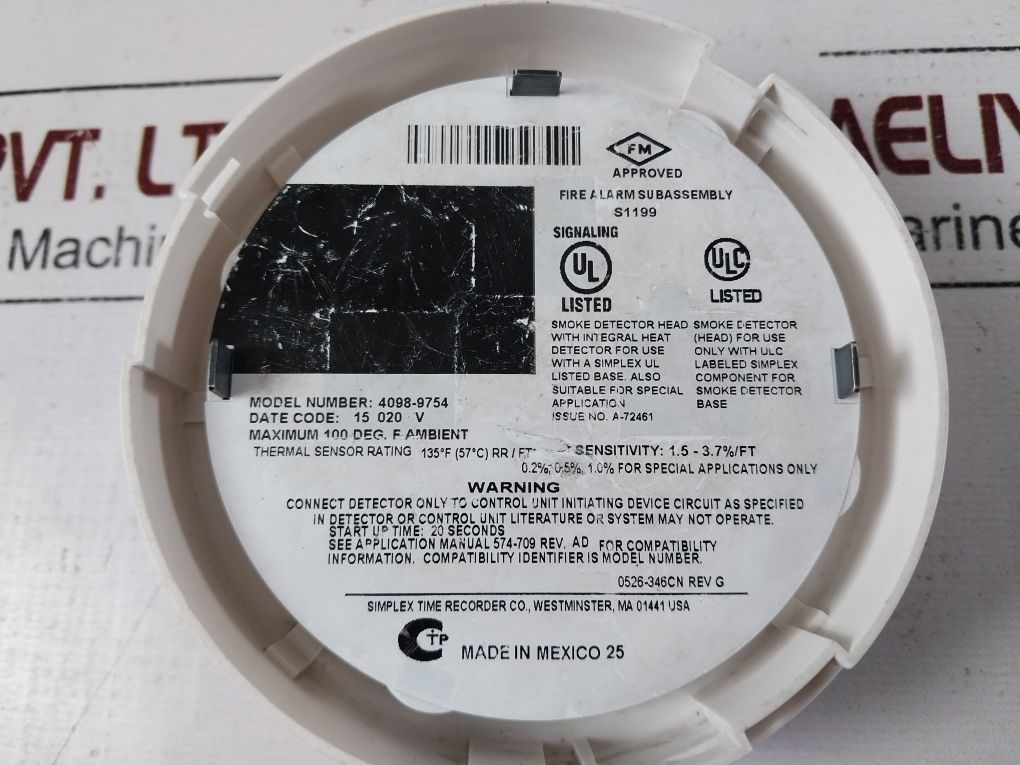 PVT. LT
AELIY
Machin
arine
FM
APPROVED
FIRE ALARM SUBASSEMBLY
S1199
SIGNALING
UL
LISTED
ULC
LISTED
SMOKE DETECTOR HEAD
WITH INTEGRAL HEAT
DETECTOR FOR USE
WITH A SIMPLEX UL
LISTED BASE. ALSO
SUITABLE FOR SPECIAL
APPLICATION
ISSUE NO. A-72461
SMOKE DETECTOR
(HEAD) FOR USE
ONLY WITH ULC
LABELED SIMPLEX
COMPONENT FOR
SMOKE DETECTOR
BASE
MODEL NUMBER: 4098-9754
DATE CODE: 15 020 V
MAXIMUM 100 DEG. F AMBIENT
THERMAL SENSOR RATING 135°F (57°C) RR / FT SENSITIVITY: 1.5 - 3.7%/FT
0.2%, 0.5%, 1.0% FOR SPECIAL APPLICATIONS ONLY
WARNING
CONNECT DETECTOR ONLY TO CONTROL UNIT INITIATING DEVICE CIRCUIT AS SPECIFIED
IN DETECTOR OR CONTROL UNIT LITERATURE OR SYSTEM MAY NOT OPERATE.
START UP TIME: 20 SECONDS
SEE APPLICATION MANUAL 574-709 REV. AD FOR COMPATIBILITY
INFORMATION. COMPATIBILITY IDENTIFIER IS MODEL NUMBER.
0526-346CN REV G
SIMPLEX TIME RECORDER CO., WESTMINSTER, MA 01441 USA
CTP
MADE IN MEXICO 25